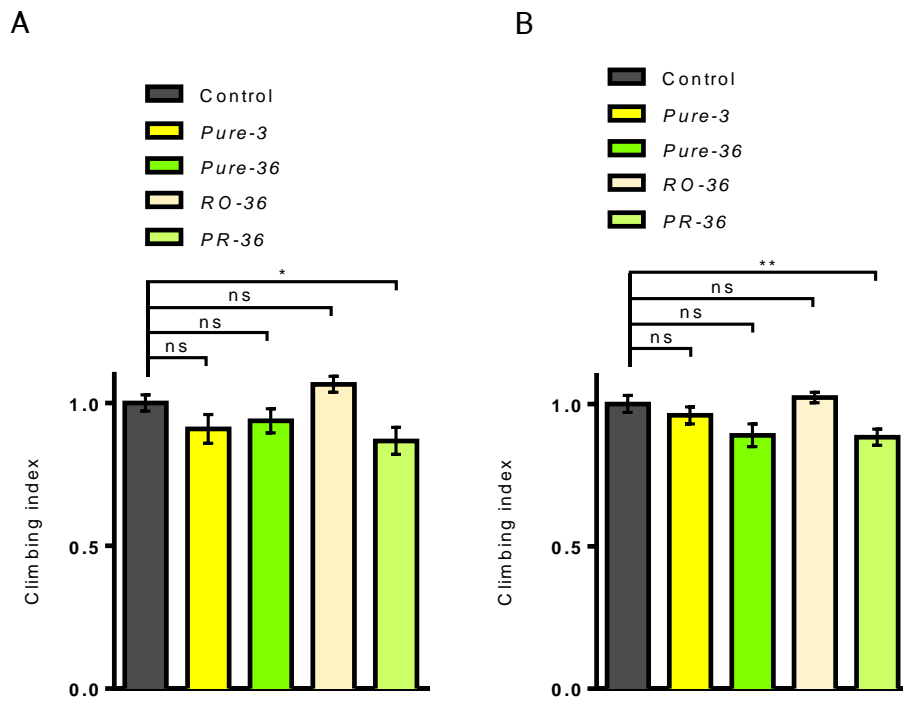 A
Control
Pure-3
Pure-36
RO-36
PR-36
*
ns
ns
ns
1.0
0.5
0.0
Climbing index
B
Control
Pure-3
Pure-36
RO-36
PR-36
**
ns
ns
ns
1.0
0.5
0.0
Climbing index